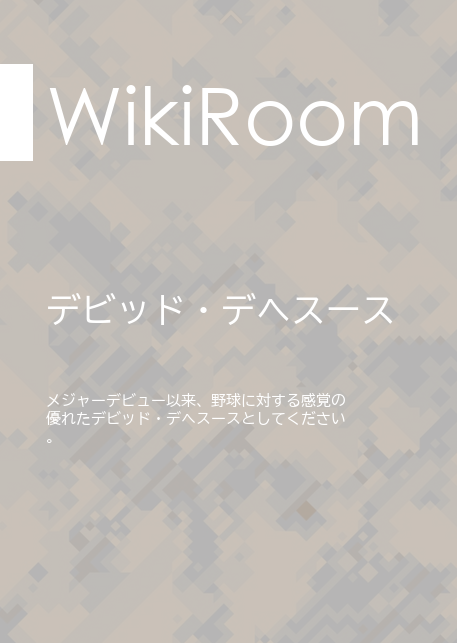 WikiRoom
デビッド・デヘスース
メジャーデビュー以来、野球に対する感覚の
優れたデビッド・デヘスースとしてください
。